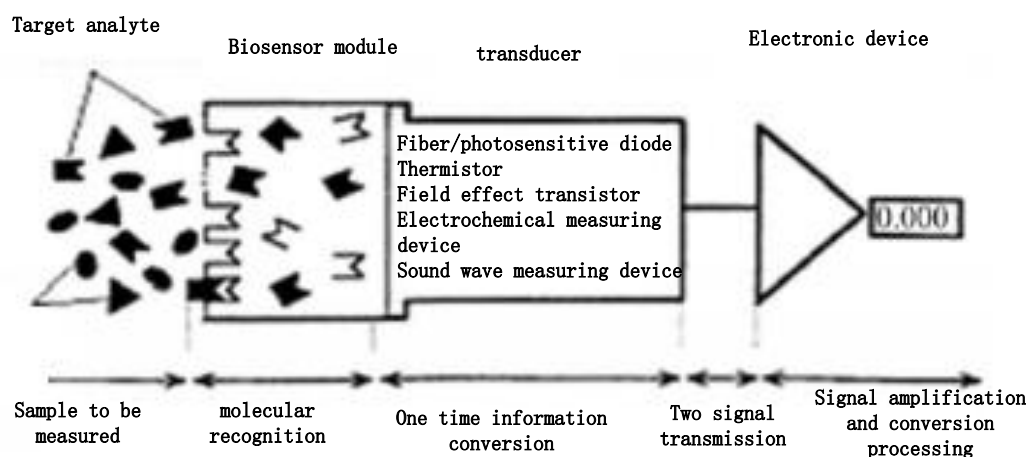 Target analyte
Biosensor module
transducer
Electronic device
Fiber/photosensitive diode
Thermistor
Field effect transistor
Electrochemical measuring
device
Sound wave measuring device
0.000
Sample to be
measured
molecular
recognition
One time information
conversion
Two signal
transmission
Signal amplification
and conversion
processing